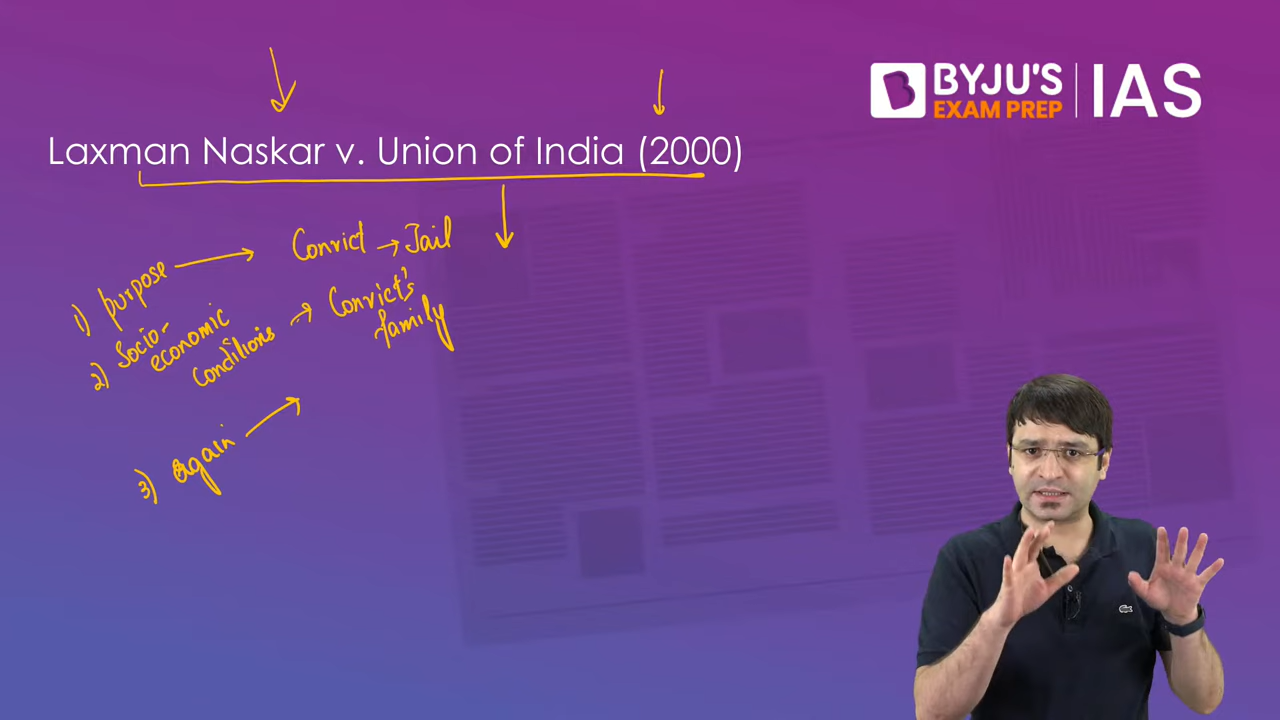 BYJU'S
EXAM PREP
IAS
Laxman Naskar v. Union of India (2000)
1) purpose → Convict → Jail
2) Socio-
economic
conditions → Convict's
family
3) again →